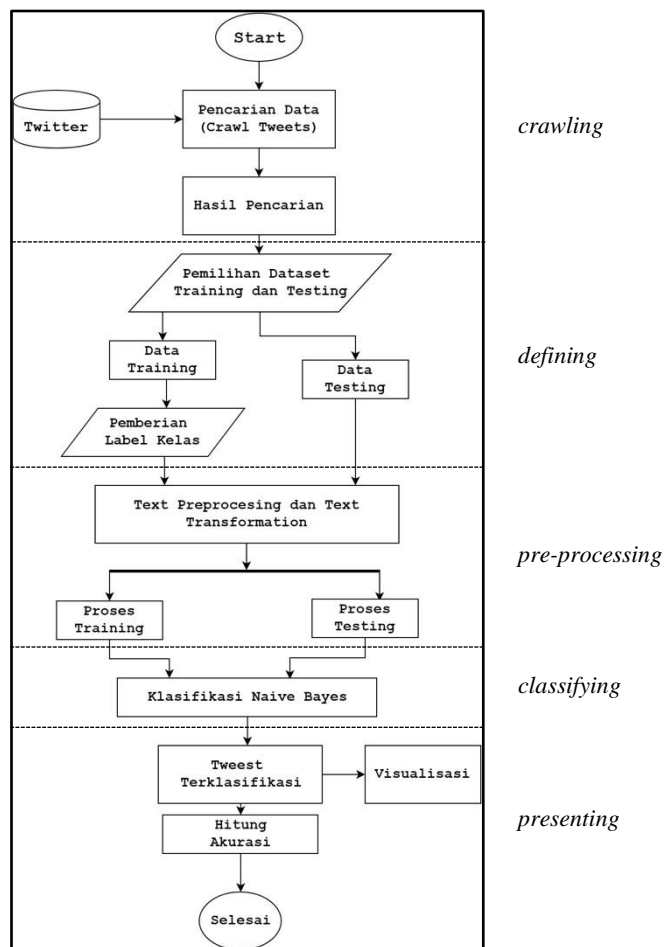 Start
Pencarian Data
(Crawl Tweets)
Twitter
crawling
Hasil Pencarian
Pemilihan Dataset
Training dan Testing
Data
Training
Data
Testing
defining
Pemberian
Label Kelas
Text Preprocesing dan Text
Transformation
pre-processing
Proses
Training
Proses
Testing
Klasifikasi Naive Bayes
classifying
Tweest
Terklasifikasi
Visualisasi
Hitung
Akurasi
presenting
Selesai